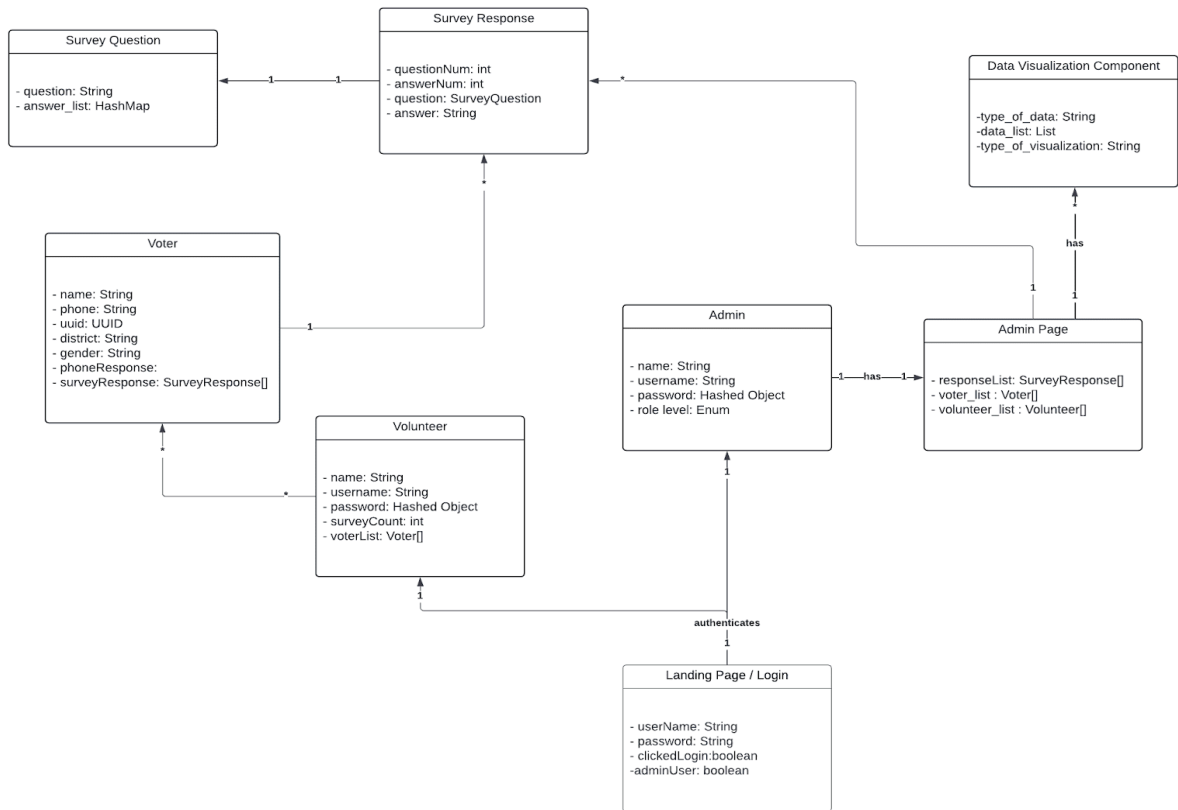 Survey Question
- question: String
- answer_list: HashMap
1
1
Survey Response
- questionNum: int
- answerNum: int
- question: SurveyQuestion
- answer: String
*
Data Visualization Component
-type_of_data: String
-data_list: List
-type_of_visualization: String
*
has
1
*
1
Voter
- name: String
- phone: String
- uuid: UUID
- district: String
- gender: String
- phoneResponse:
- surveyResponse: SurveyResponse[]
1
Admin
- name: String
- username: String
- password: Hashed Object
- role level: Enum
1
has
1
Admin Page
- responseList: SurveyResponse[]
- voter_list : Voter[]
- volunteer_list : Volunteer[]
*
*
Volunteer
- name: String
- username: String
- password: Hashed Object
- surveyCount: int
- voterList: Voter[]
1
1
authenticates
1
Landing Page / Login
- userName: String
- password: String
- clickedLogin:boolean
-adminUser: boolean